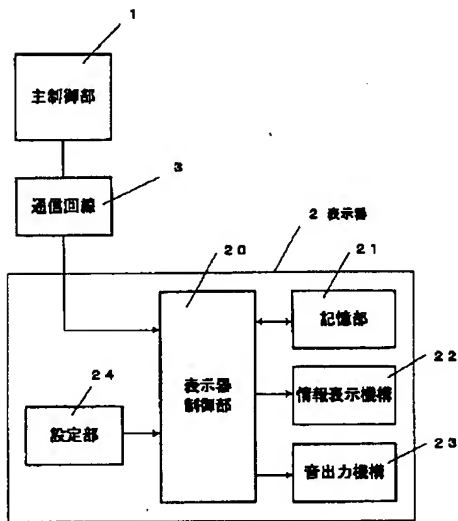 1
主制御部
3
通信回線
2 表示器
20
21
表示器
制御部
記憶部
22
情報表示機構
24
設定部
23
音出力機構